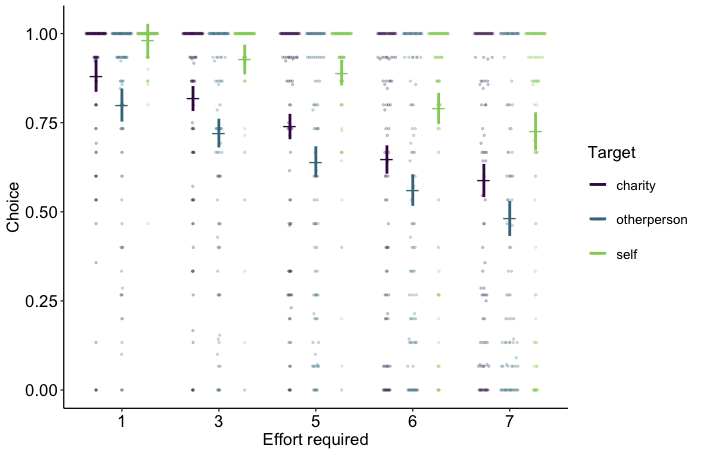 1.00
0.75
0.50
0.25
0.00
Choice
1 3 5 6 7
Effort required
Target
charity
otherperson
self